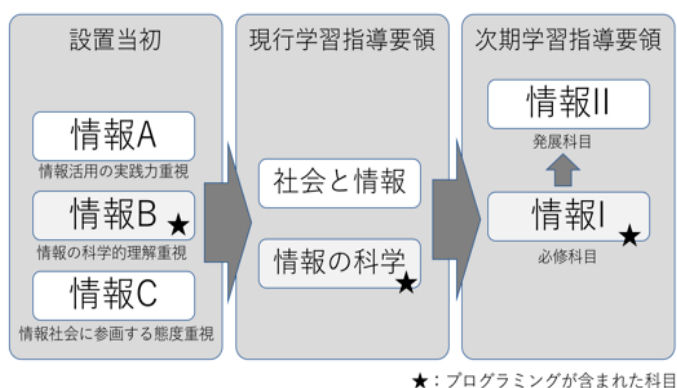 設置当初
情報A
情報活用の実践力重視
情報B★
情報の科学的理解重視
情報C
情報社会に参画する態度重視
現行学習指導要領
社会と情報
情報の科学★
次期学習指導要領
情報II
発展科目
情報I★
必修科目
★：プログラミングが含まれた科目